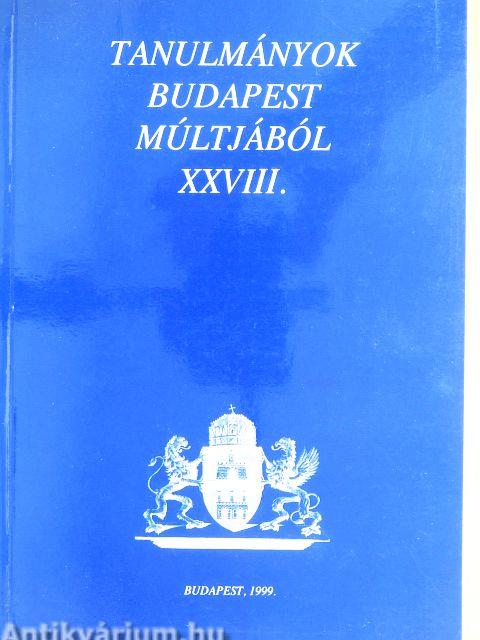 TANULMÁNYOK
BUDAPEST
MÚLTJÁBÓL
XXVIII.
BUDAPEST, 1999.
Antikvárium.hu